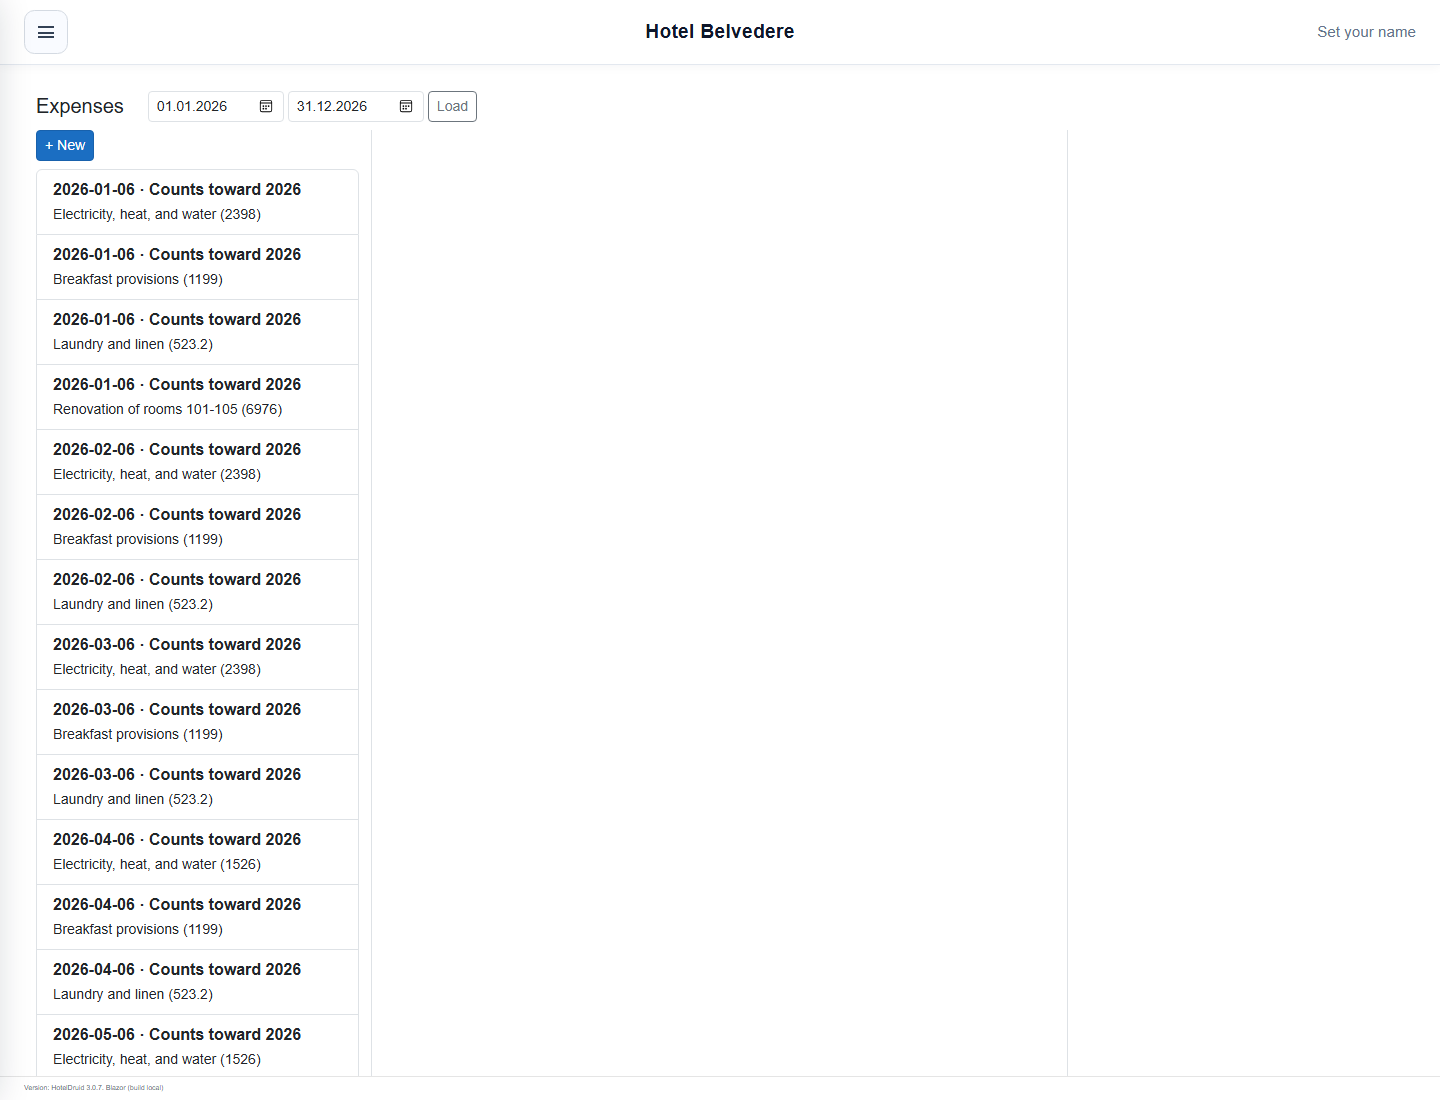 Hotel Belvedere
Set your name
Expenses
01.01.2026
31.12.2026
Load
+ New
2026-01-06 · Counts toward 2026
Electricity, heat, and water (2398)
2026-01-06 · Counts toward 2026
Breakfast provisions (1199)
2026-01-06 · Counts toward 2026
Laundry and linen (523.2)
2026-01-06 · Counts toward 2026
Renovation of rooms 101-105 (6976)
2026-02-06 · Counts toward 2026
Electricity, heat, and water (2398)
2026-02-06 · Counts toward 2026
Breakfast provisions (1199)
2026-02-06 · Counts toward 2026
Laundry and linen (523.2)
2026-03-06 · Counts toward 2026
Electricity, heat, and water (2398)
2026-03-06 · Counts toward 2026
Breakfast provisions (1199)
2026-03-06 · Counts toward 2026
Laundry and linen (523.2)
2026-04-06 · Counts toward 2026
Electricity, heat, and water (1526)
2026-04-06 · Counts toward 2026
Breakfast provisions (1199)
2026-04-06 · Counts toward 2026
Laundry and linen (523.2)
2026-05-06 · Counts toward 2026
Electricity, heat, and water (1526)
Version: HotelDruid 3.0.7. Blazor (build local)